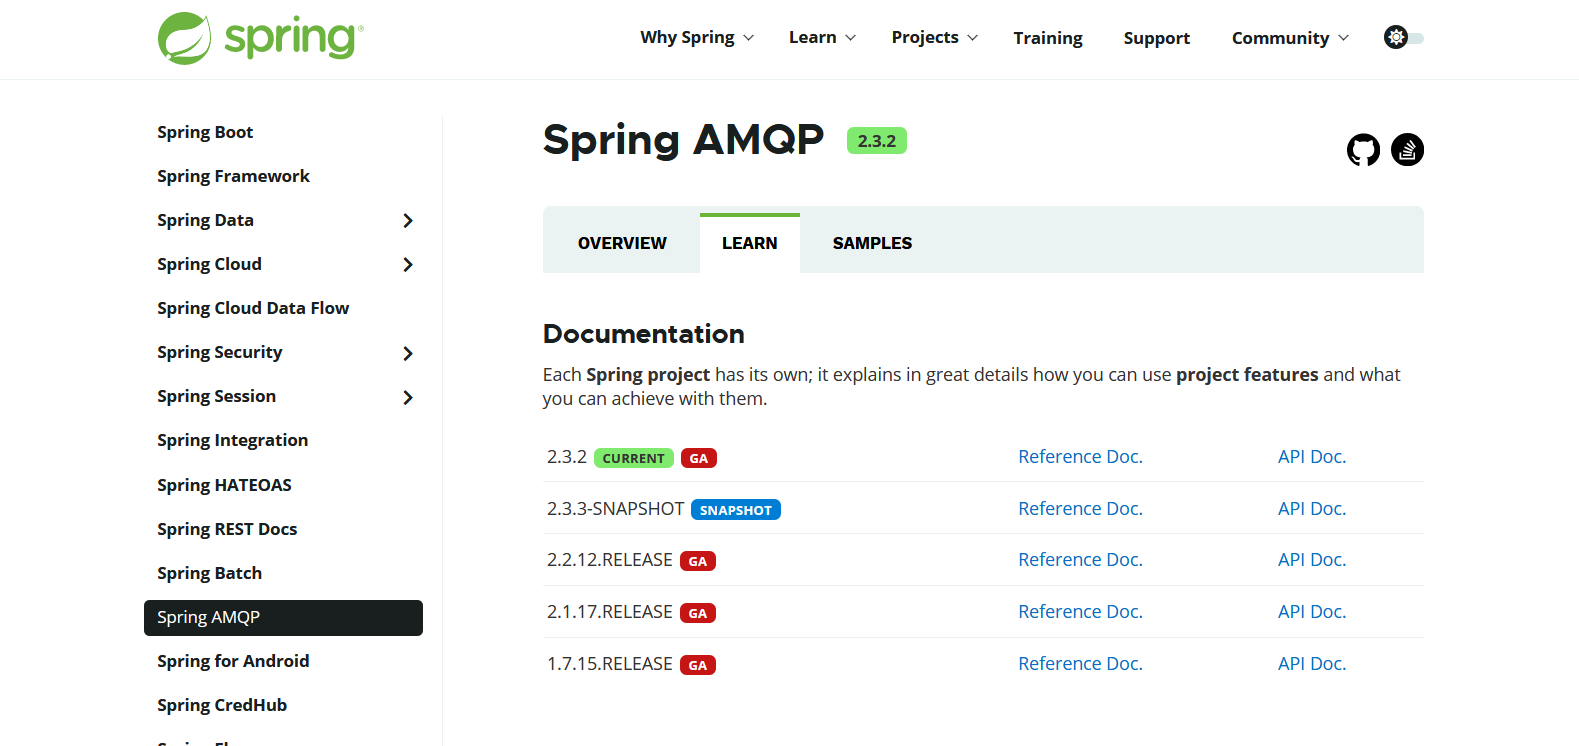 spring
Why Spring
Learn
Projects
Training
Support
Community
Spring Boot
Spring Framework
Spring Data
Spring Cloud
Spring Cloud Data Flow
Spring Security
Spring Session
Spring Integration
Spring HATEOAS
Spring REST Docs
Spring Batch
Spring AMQP
Spring for Android
Spring CredHub
Spring AMQP 2.3.2
OVERVIEW LEARN SAMPLES
Documentation
Each Spring project has its own; it explains in great details how you can use project features and what
you can achieve with them.
2.3.2 CURRENT GA Reference Doc. API Doc.
2.3.3-SNAPSHOT SNAPSHOT Reference Doc. API Doc.
2.2.12.RELEASE GA Reference Doc. API Doc.
2.1.17.RELEASE GA Reference Doc. API Doc.
1.7.15.RELEASE GA Reference Doc. API Doc.